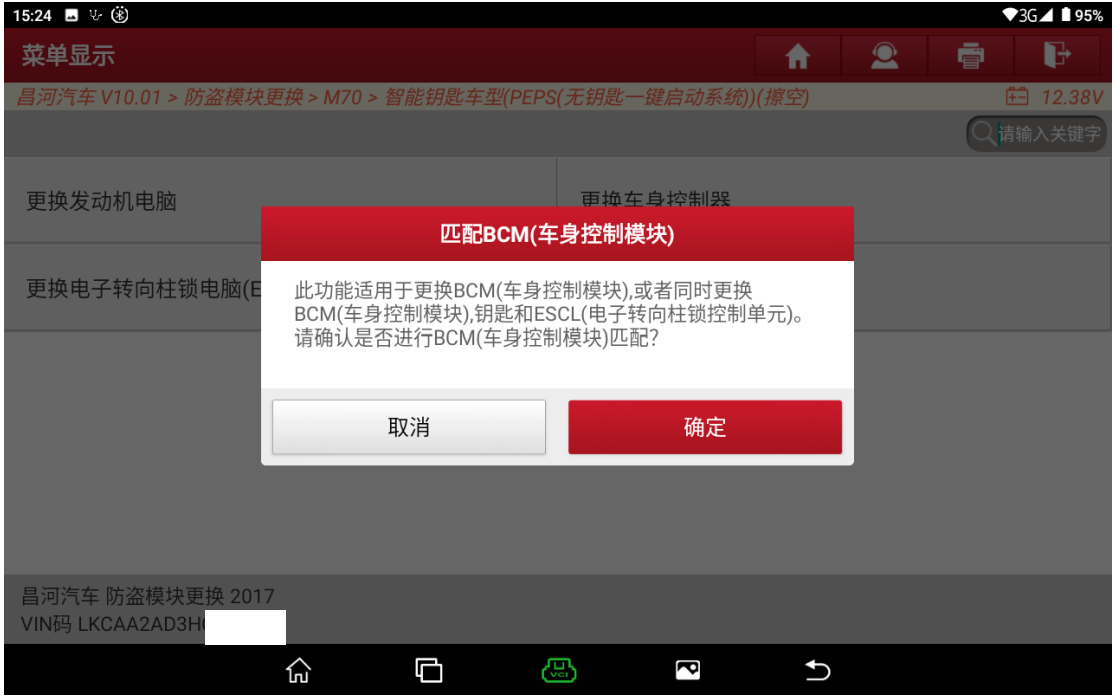 15:24
3G 95%
菜单显示
昌河汽车 V10.01 > 防盗模块更换 > M70 > 智能钥匙车型(PEPS(无钥匙一键启动系统))(擦空)
12.38V
请输入关键字
更换发动机电脑
更换车身控制器
更换电子转向柱锁电脑(E
匹配BCM(车身控制模块)
此功能适用于更换BCM(车身控制模块),或者同时更换
BCM(车身控制模块),钥匙和ESCL(电子转向柱锁控制单元)。
请确认是否进行BCM(车身控制模块)匹配?
取消
确定
昌河汽车 防盗模块更换 2017
VIN码 LKCAA2AD3H
VCI